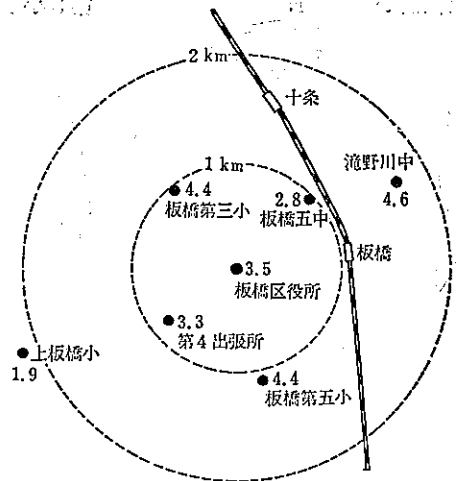 2 km
十条
1 km
滝野川中
4.6
4.4
板橋第三小
2.8
板橋五中
板橋
3.5
板橋区役所
3.3
第4出張所
上板橋小
1.9
4.4
板橋第五小